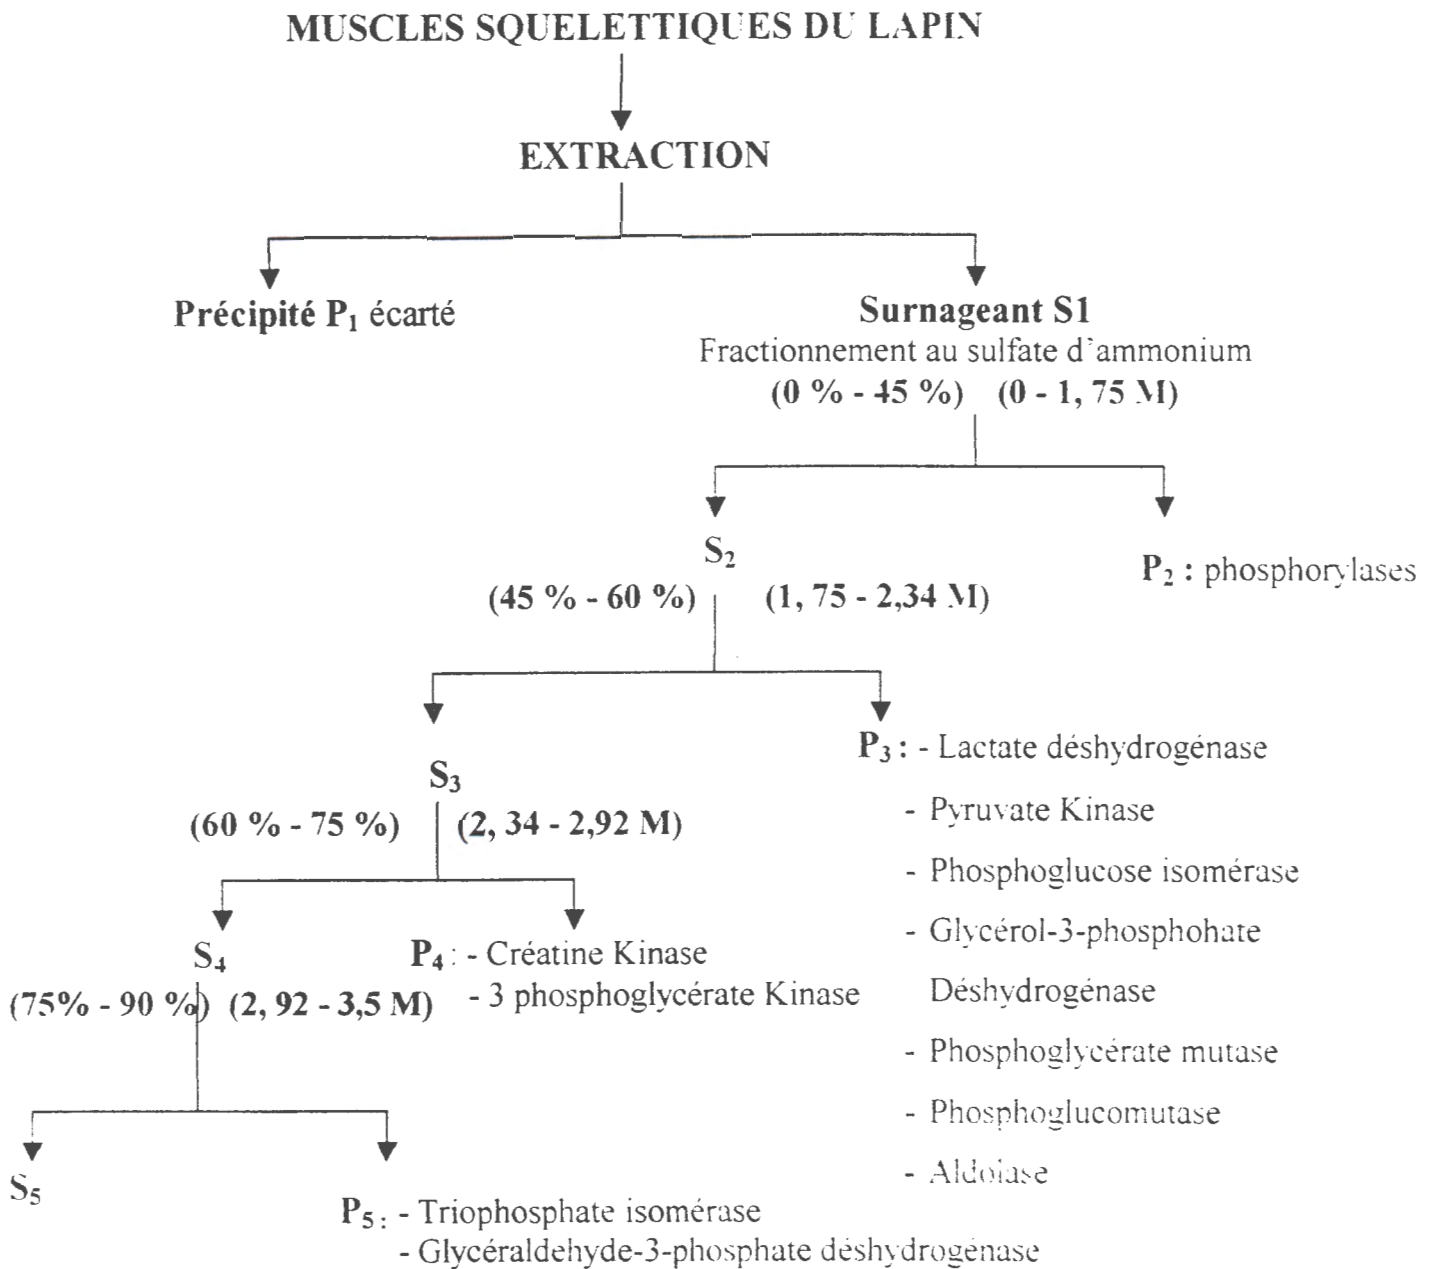 MUSCLES SQUELETTIQUES DU LAPIN
EXTRACTION
Précipité P₁ écarté
Surnageant S1
Fractionnement au sulfate d'ammonium
(0 % - 45 %) (0 - 1, 75 M)
S₂
P₂ : phosphorylases
(45 % - 60 %) (1, 75 - 2,34 M)
S₃
(60 % - 75 %) (2, 34 - 2,92 M)
P₃ : - Lactate déshydrogénase
- Pyruvate Kinase
- Phosphoglucose isomérase
- Glycérol-3-phosphohate
Déshydrogénase
- Phosphoglycérate mutase
- Phosphoglucomutase
- Aldolase
S₄
P₄ : - Créatine Kinase
- 3 phosphoglycérate Kinase
(75% - 90 %) (2, 92 - 3,5 M)
S₅
P₅ : - Triophosphate isomérase
- Glycéraldehyde-3-phosphate déshydrogénase